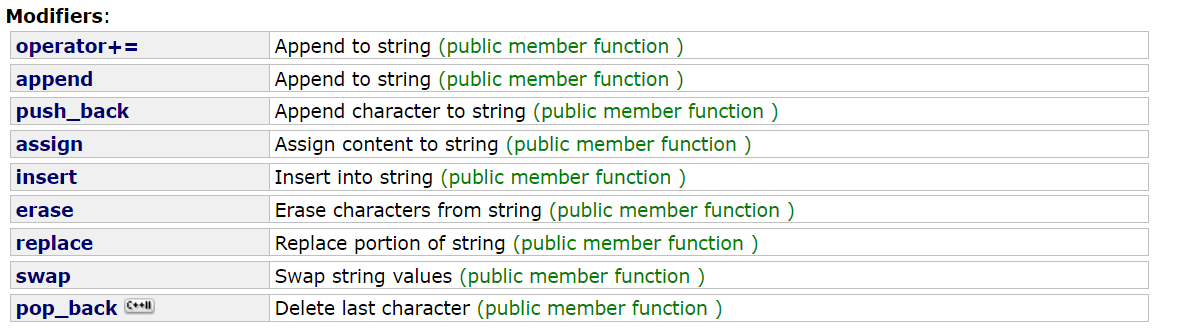 Modifiers:
operator+= Append to string (public member function )
append Append to string (public member function )
push_back Append character to string (public member function )
assign Assign content to string (public member function )
insert Insert into string (public member function )
erase Erase characters from string (public member function )
replace Replace portion of string (public member function )
swap Swap string values (public member function )
pop_back C++11 Delete last character (public member function )